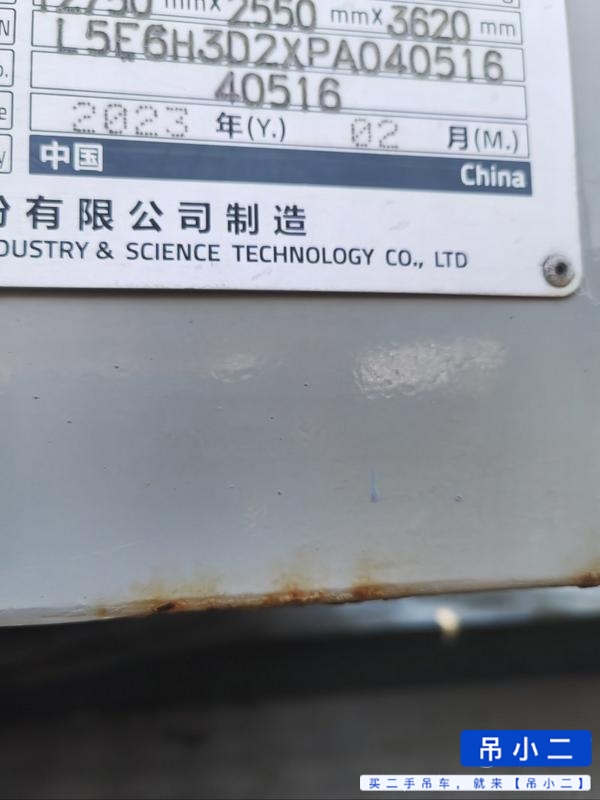 12750 mm x 2550 mm x 3620 mm
L5E6H3D2XPA040516
40516
2023 年(Y.) 02 月(M.)
中国 China
份有限公司制造
DUSTRY & SCIENCE TECHNOLOGY CO., LTD
吊小二
买二手吊车,就来【吊小二】